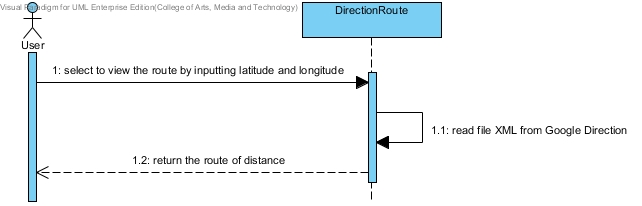 Visual Paradigm for UML Enterprise Edition(College of Arts, Media and Technology)
DirectionRoute
User
1: select to view the route by inputting latitude and longitude
1.1: read file XML from Google Direction
1.2: return the route of distance